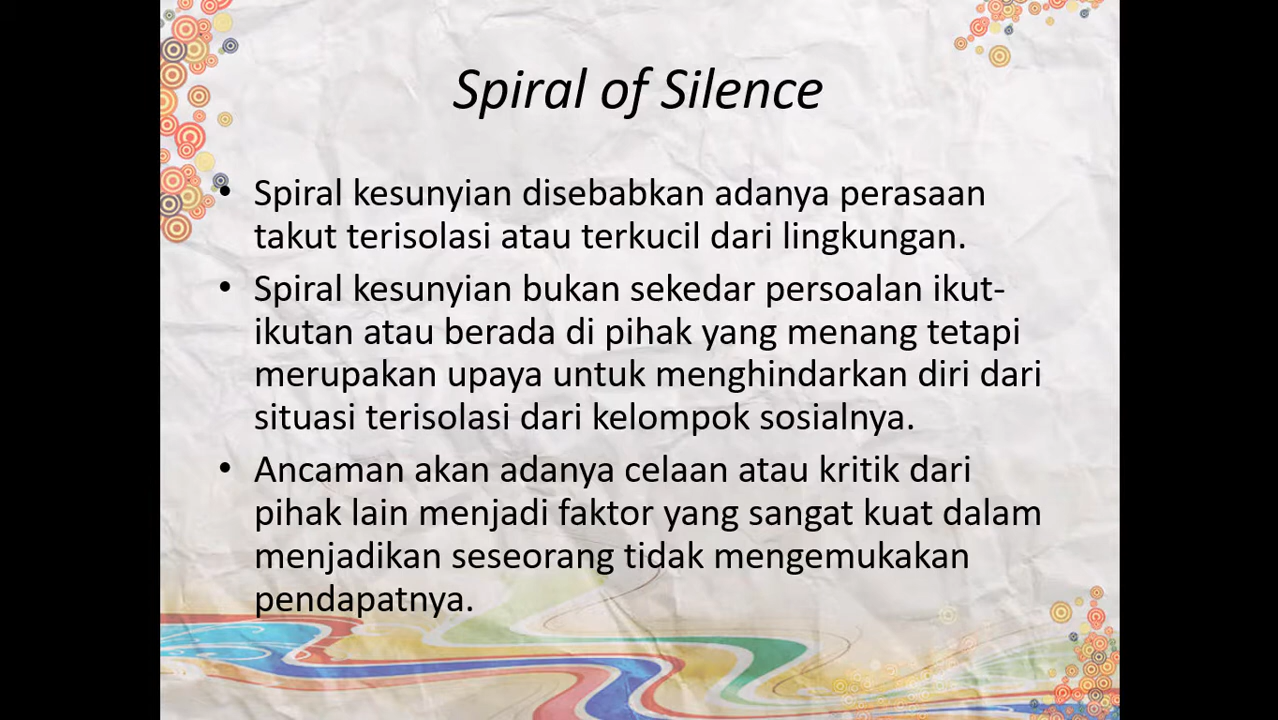 Spiral of Silence
• Spiral kesunyian disebabkan adanya perasaan
takut terisolasi atau terkucil dari lingkungan.
• Spiral kesunyian bukan sekedar persoalan ikut-
ikutan atau berada di pihak yang menang tetapi
merupakan upaya untuk menghindarkan diri dari
situasi terisolasi dari kelompok sosialnya.
• Ancaman akan adanya celaan atau kritik dari
pihak lain menjadi faktor yang sangat kuat dalam
menjadikan seseorang tidak mengemukakan
pendapatnya.